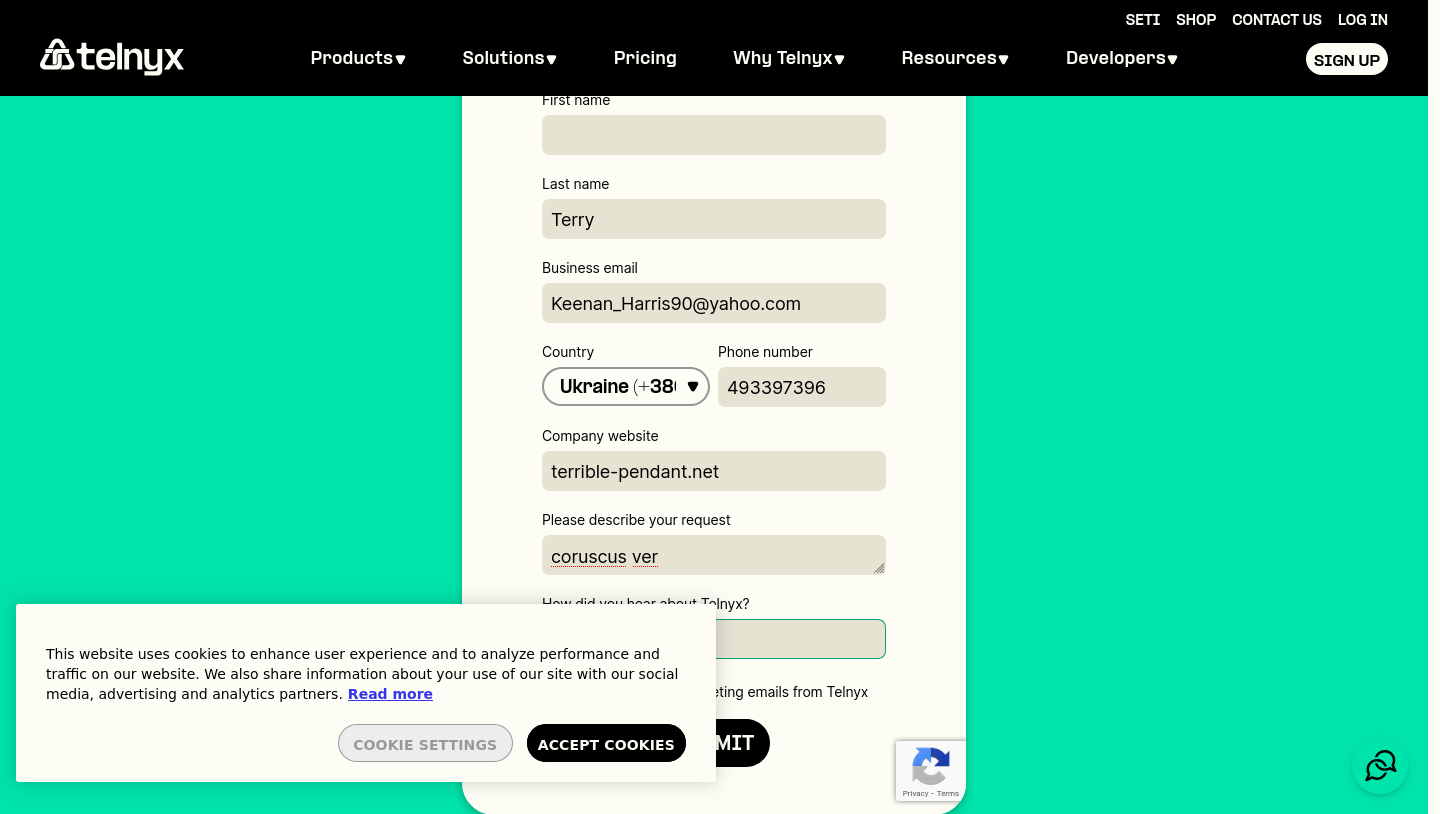 SETI SHOP CONTACT US LOG IN
telnyx Products Solutions Pricing Why Telnyx Resources Developers SIGN UP
First name
Last name
Terry
Business email
Keenan_Harris90@yahoo.com
Country Phone number
Ukraine (+380 493397396
Company website
terrible-pendant.net
Please describe your request
coruscus ver
How did you hear about Telnyx?
eting emails from Telnyx
MIT
This website uses cookies to enhance user experience and to analyze performance and
traffic on our website. We also share information about your use of our site with our social
media, advertising and analytics partners. Read more
COOKIE SETTINGS ACCEPT COOKIES
Privacy - Terms